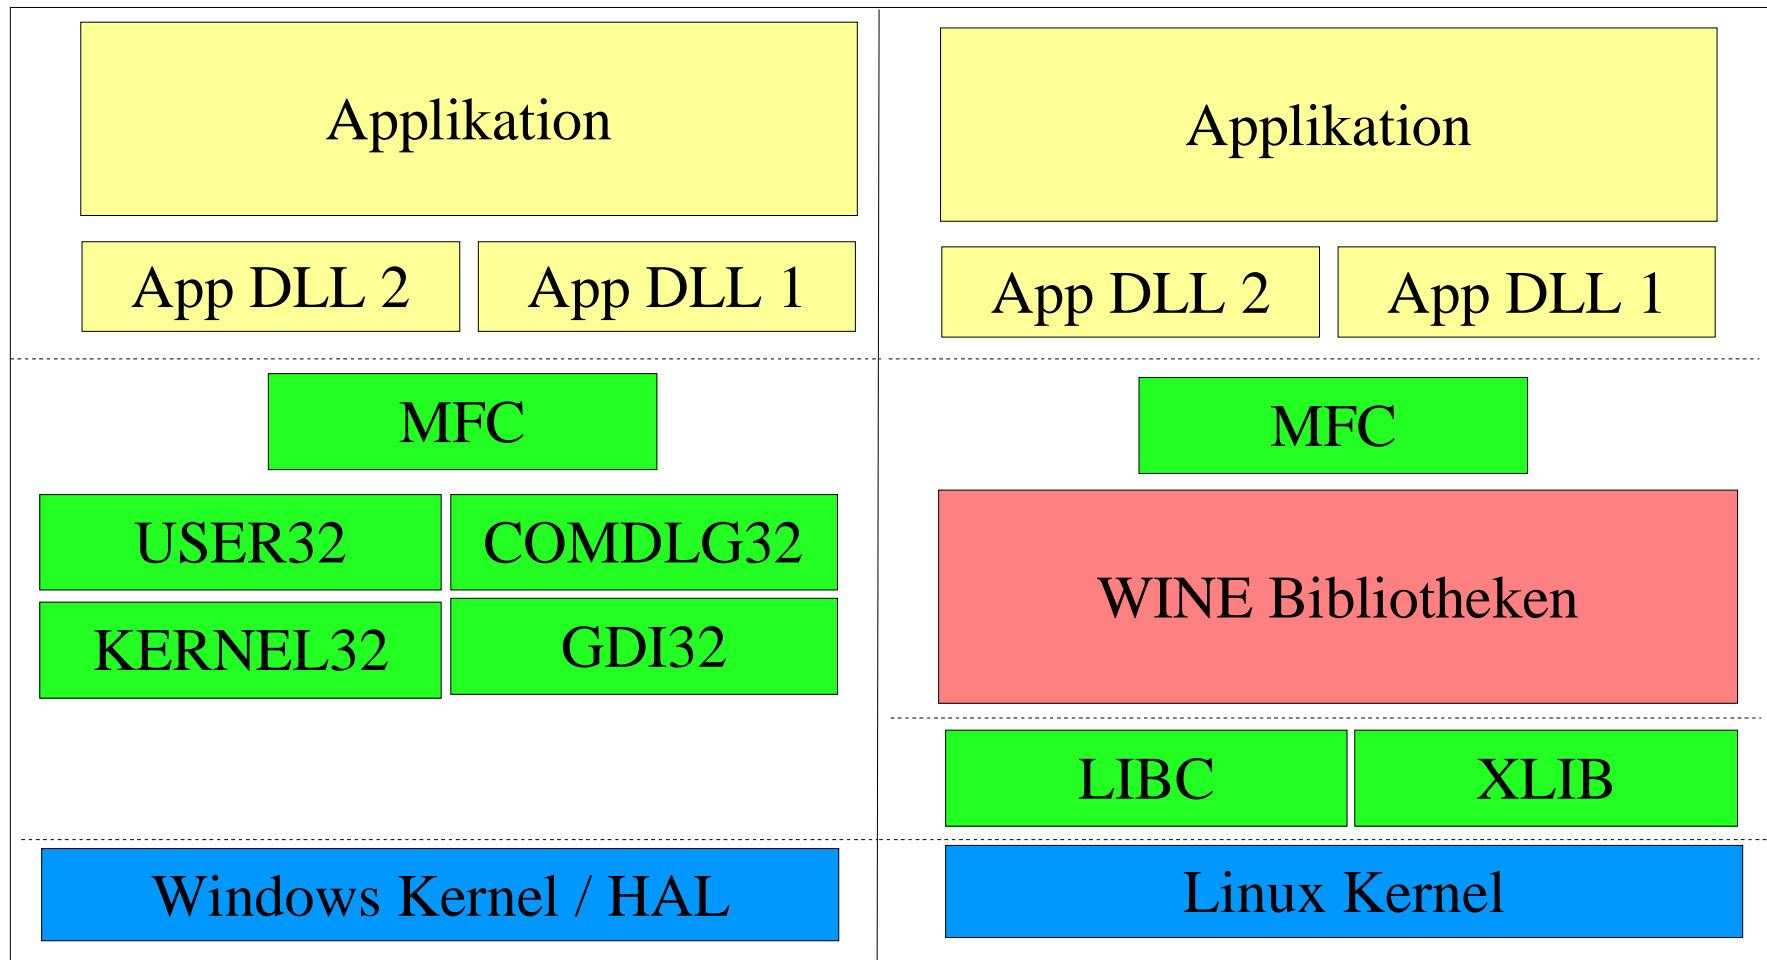 Applikation
App DLL 2
App DLL 1
MFC
USER32
COMDLG32
KERNEL32
GDI32
Windows Kernel / HAL
Applikation
App DLL 2
App DLL 1
MFC
WINE Bibliotheken
LIBC
XLIB
Linux Kernel